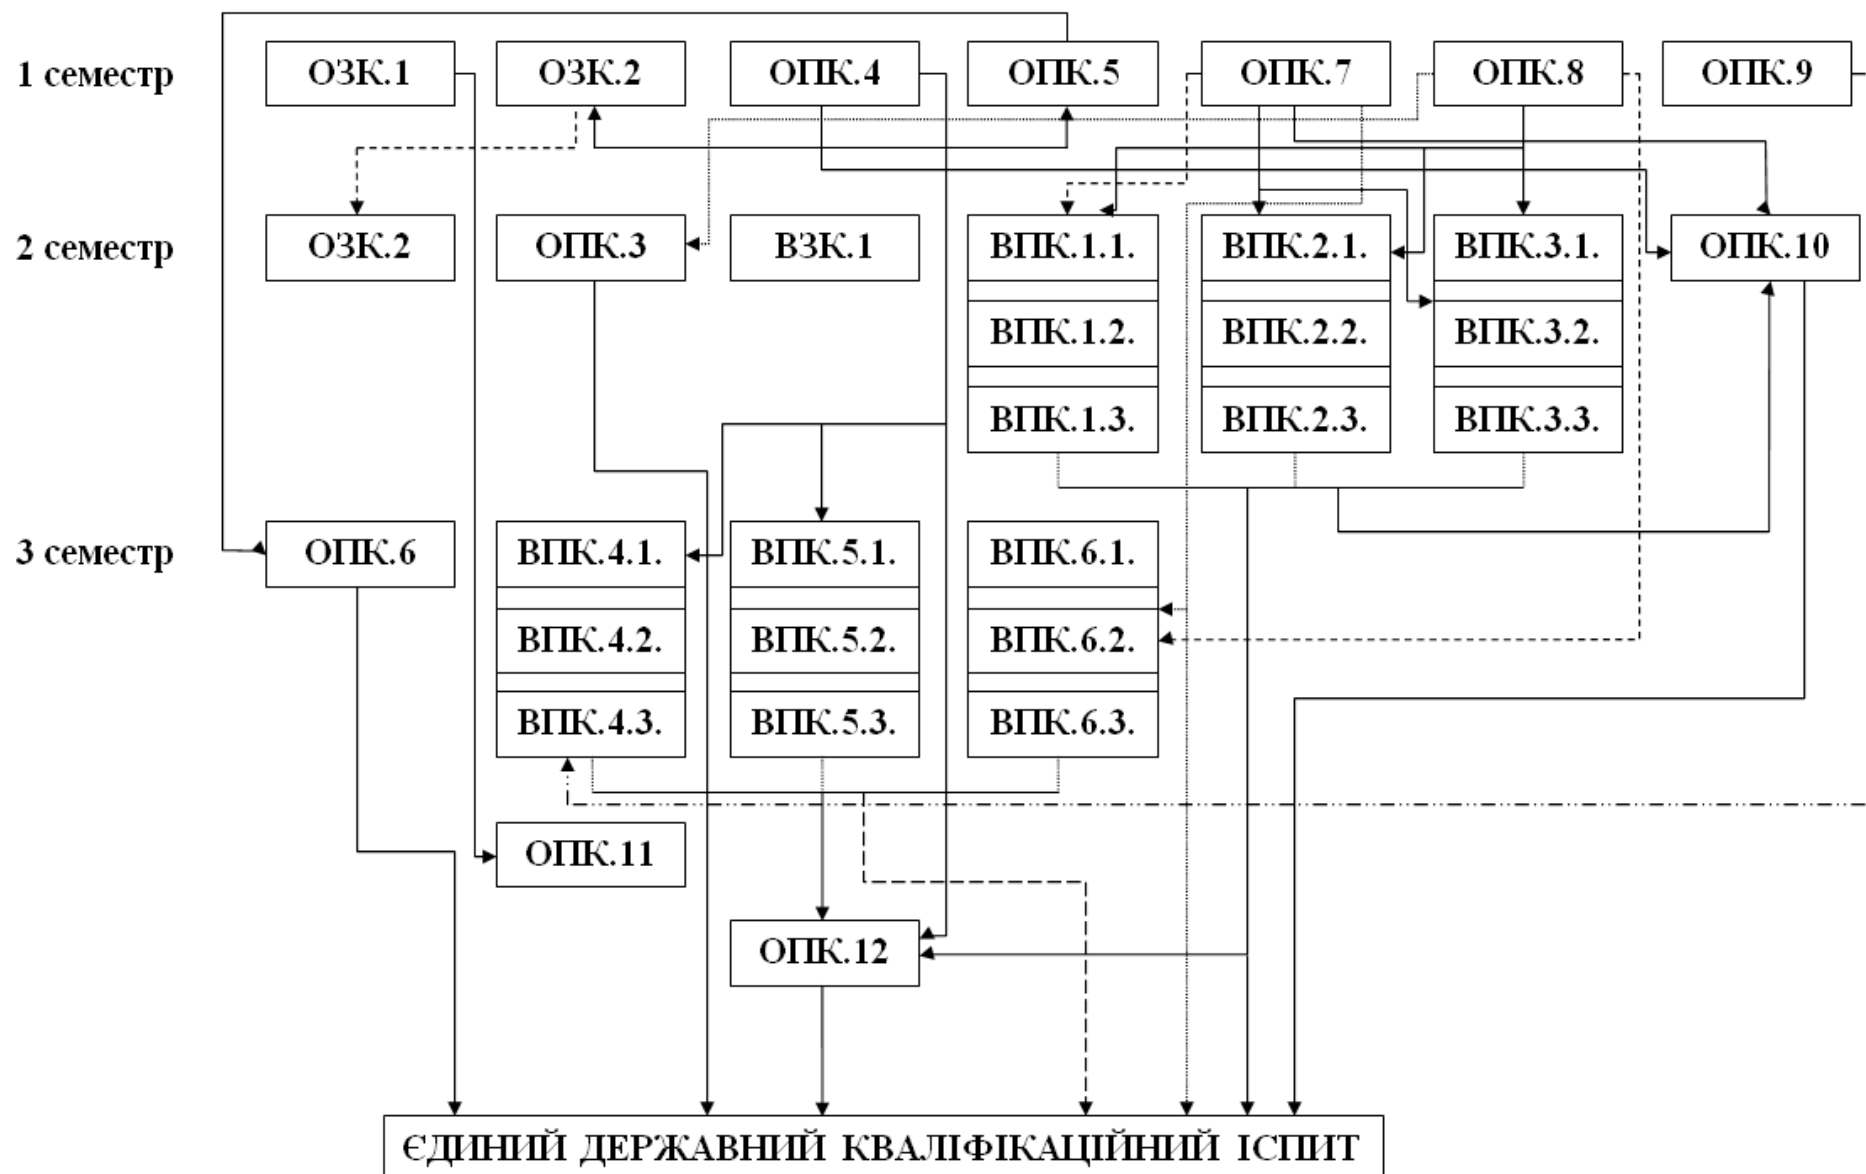 1 семестр ОЗК.1 ОЗК.2 ОПК.4 ОПК.5 ОПК.7 ОПК.8 ОПК.9
2 семестр ОЗК.2 ОПК.3 ВЗК.1 ВПК.1.1. ВПК.2.1. ВПК.3.1. ОПК.10
ВПК.1.2. ВПК.2.2. ВПК.3.2.
ВПК.1.3. ВПК.2.3. ВПК.3.3.
3 семестр ОПК.6 ВПК.4.1. ВПК.5.1. ВПК.6.1.
ВПК.4.2. ВПК.5.2. ВПК.6.2.
ВПК.4.3. ВПК.5.3. ВПК.6.3.
ОПК.11
ОПК.12
ЄДИНИЙ ДЕРЖАВНИЙ КВАЛІФІКАЦІЙНИЙ ІСПИТ